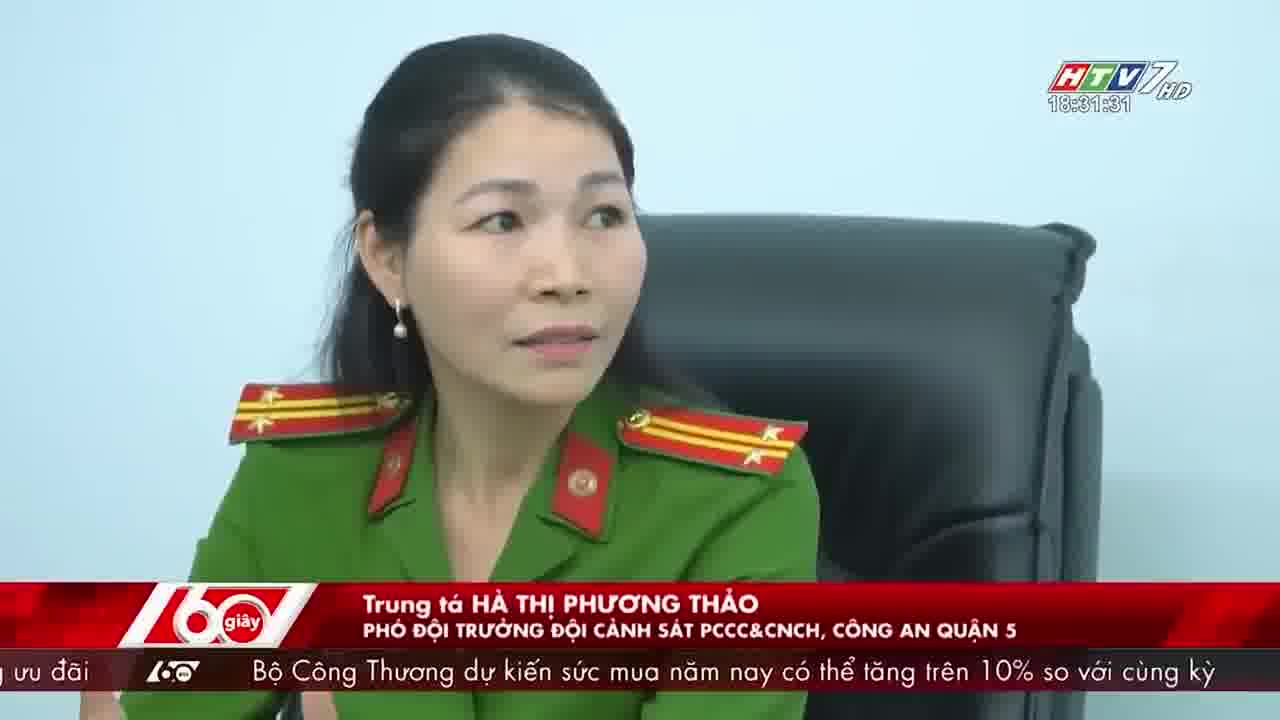 HTV7 HD
18:31:31
60 giây
Trung tá HÀ THỊ PHƯƠNG THẢO
PHÓ ĐỘI TRƯỞNG ĐỘI CẢNH SÁT PCCC&CNCH, CÔNG AN QUẬN 5
ưu đãi
60 Bộ Công Thương dự kiến sức mua năm nay có thể tăng trên 10% so với cùng kỳ